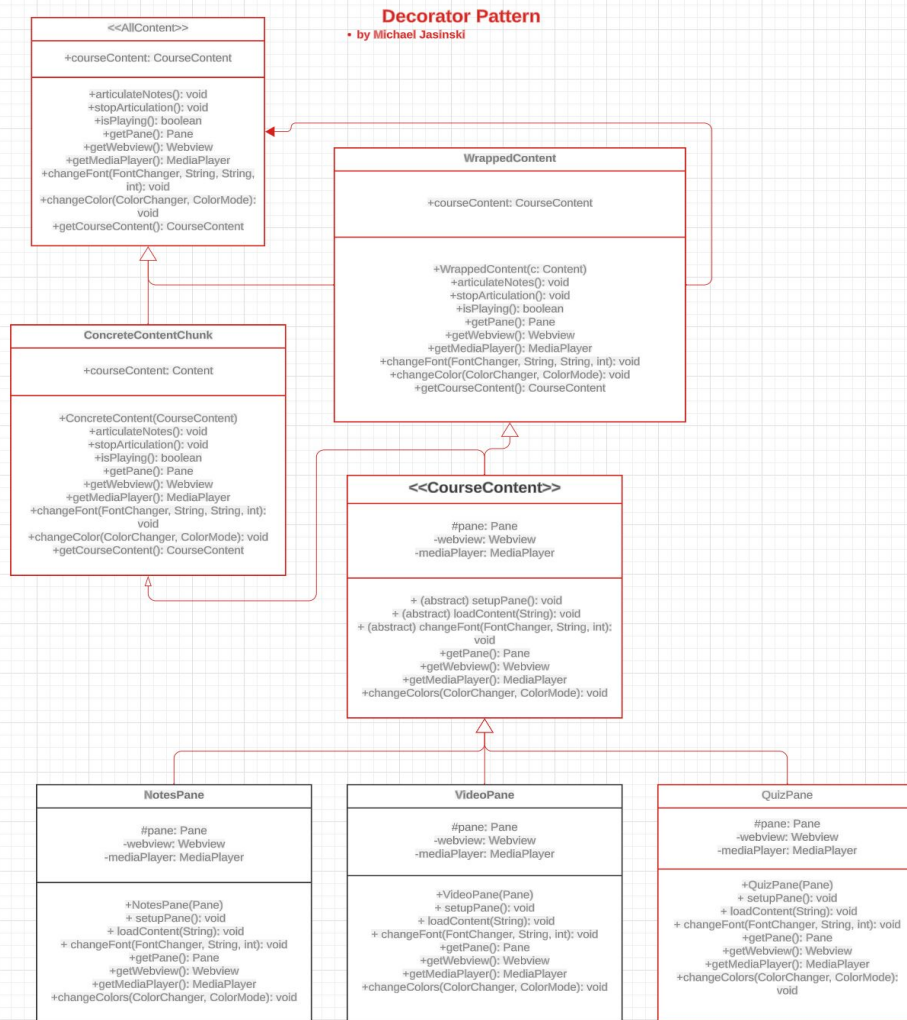 Decorator Pattern
• by Michael Jasinski
<<AllContent>>
+courseContent: CourseContent
+articulateNotes(): void
+stopArticulation(): void
+isPlaying(): boolean
+getPane(): Pane
+getWebview(): Webview
+getMediaPlayer(): MediaPlayer
+changeFont(FontChanger, String, String,
int): void
+changeColor(ColorChanger, ColorMode):
void
+getCourseContent(): CourseContent
WrappedContent
+courseContent: CourseContent
+WrappedContent(c: Content)
+articulateNotes(): void
+stopArticulation(): void
+isPlaying(): boolean
+getPane(): Pane
+getWebview(): Webview
+getMediaPlayer(): MediaPlayer
+changeFont(FontChanger, String, String, int): void
+changeColor(ColorChanger, ColorMode): void
+getCourseContent(): CourseContent
ConcreteContentChunk
+courseContent: Content
+ConcreteContent(CourseContent)
+articulateNotes(): void
+stopArticulation(): void
+isPlaying(): boolean
+getPane(): Pane
+getWebview(): Webview
+getMediaPlayer(): MediaPlayer
+changeFont(FontChanger, String, String, int):
void
+changeColor(ColorChanger, ColorMode): void
+getCourseContent(): CourseContent
<<CourseContent>>
#pane: Pane
-webview: Webview
-mediaPlayer: MediaPlayer
+ (abstract) setupPane(): void
+ (abstract) loadContent(String): void
+ (abstract) changeFont(FontChanger, String, int):
void
+getPane(): Pane
+getWebview(): Webview
+getMediaPlayer(): MediaPlayer
+changeColors(ColorChanger, ColorMode): void
NotesPane
#pane: Pane
-webview: Webview
-mediaPlayer: MediaPlayer
+NotesPane(Pane)
+ setupPane(): void
+ loadContent(String): void
+ changeFont(FontChanger, String, int): void
+getPane(): Pane
+getWebview(): Webview
+getMediaPlayer(): MediaPlayer
+changeColors(ColorChanger, ColorMode): void
VideoPane
#pane: Pane
-webview: Webview
-mediaPlayer: MediaPlayer
+VideoPane(Pane)
+ setupPane(): void
+ loadContent(String): void
+ changeFont(FontChanger, String, int): void
+getPane(): Pane
+getWebview(): Webview
+getMediaPlayer(): MediaPlayer
+changeColors(ColorChanger, ColorMode): void
QuizPane
#pane: Pane
-webview: Webview
-mediaPlayer: MediaPlayer
+QuizPane(Pane)
+ setupPane(): void
+ loadContent(String): void
+ changeFont(FontChanger, String, int): void
+getPane(): Pane
+getWebview(): Webview
+getMediaPlayer(): MediaPlayer
+changeColors(ColorChanger, ColorMode):
void